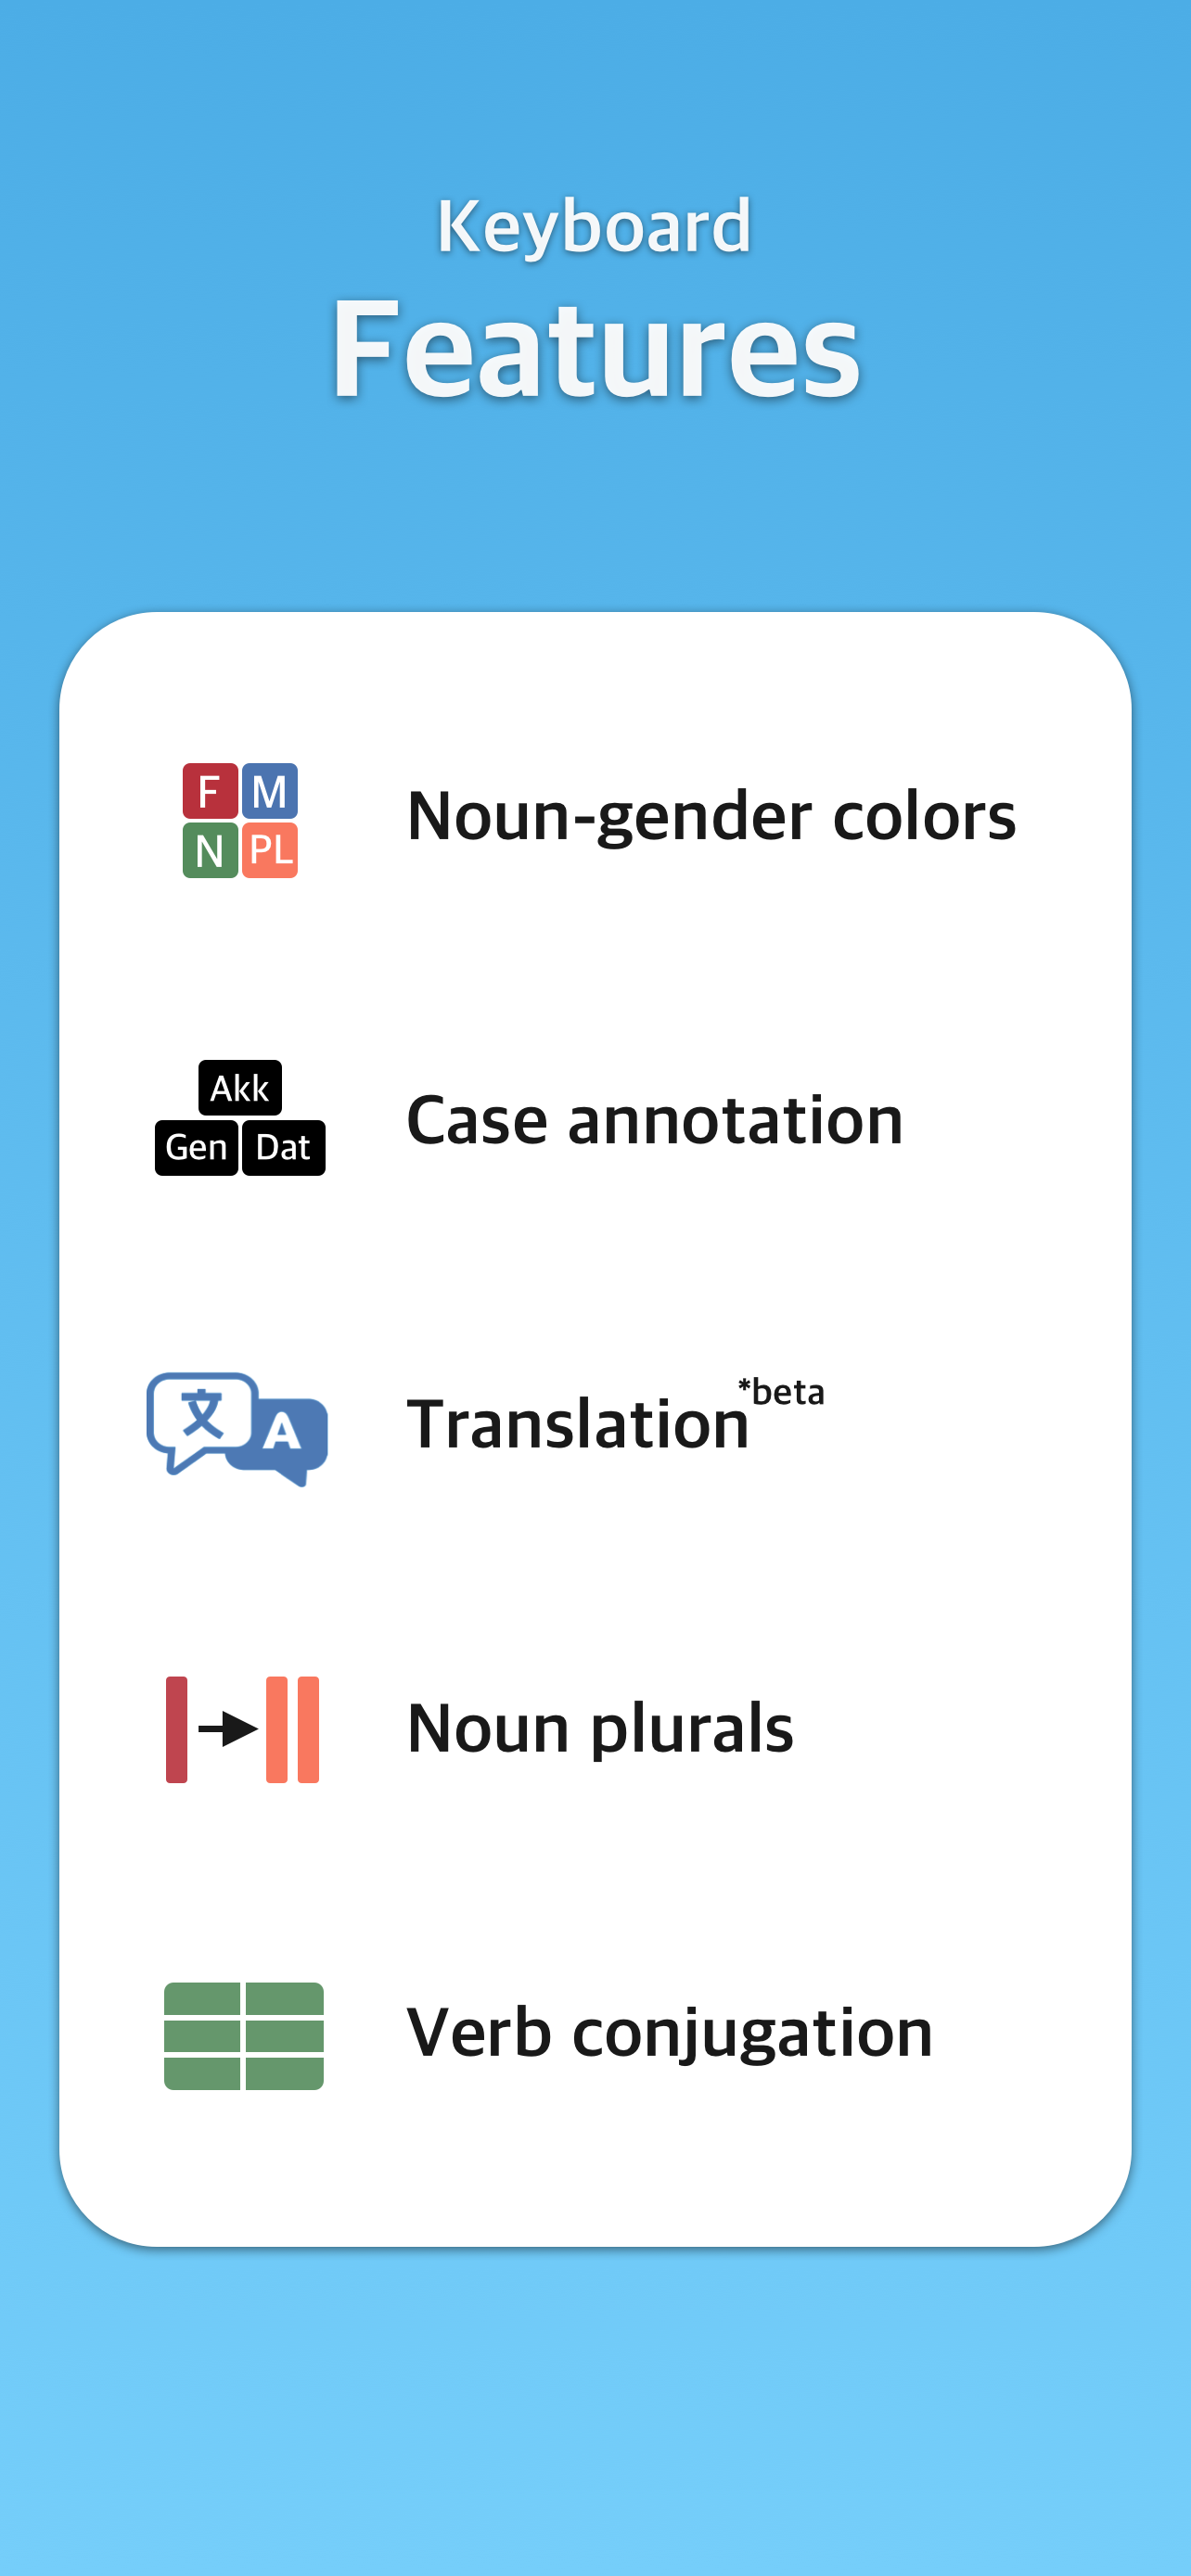 Keyboard
Features
F M
N PL
Noun-gender colors
Akk
Gen Dat
Case annotation
文 A
Translation*beta
Noun plurals
Verb conjugation